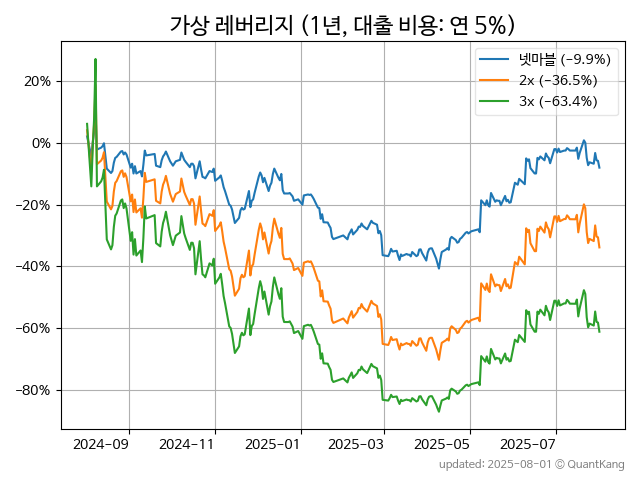 가상 레버리지 (1년, 대출 비용: 연 5%)
넷마블 (−9.9%)
2x (−36.5%)
3x (−63.4%)
20%
0%
−20%
−40%
−60%
−80%
2024−09 2024−11 2025−01 2025−03 2025−05 2025−07
updated: 2025-08-01 © QuantKang